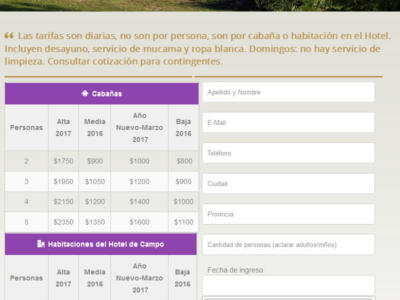 Las tarifas son diarias, no son por persona, son por cabaña o habitación en el Hotel.
Incluyen desayuno, servicio de mucama y ropa blanca. Domingos: no hay servicio de
limpieza. Consultar cotización para contingentes.
Cabañas
Personas Alta 2017 Media 2016 Año Nuevo-Marzo 2017 Baja 2016
2 $1750 $900 $1000 $800
3 $1950 $1050 $1200 $900
4 $2150 $1200 $1400 $1000
5 $2350 $1350 $1600 $1100
Habitaciones del Hotel de Campo
Personas Alta 2017 Media 2016 Año Nuevo-Marzo 2017 Baja 2016
Apellido y Nombre
E-Mail
Teléfono
Ciudad
Provincia
Cantidad de personas (aclarar adultos/niños)
Fecha de ingreso